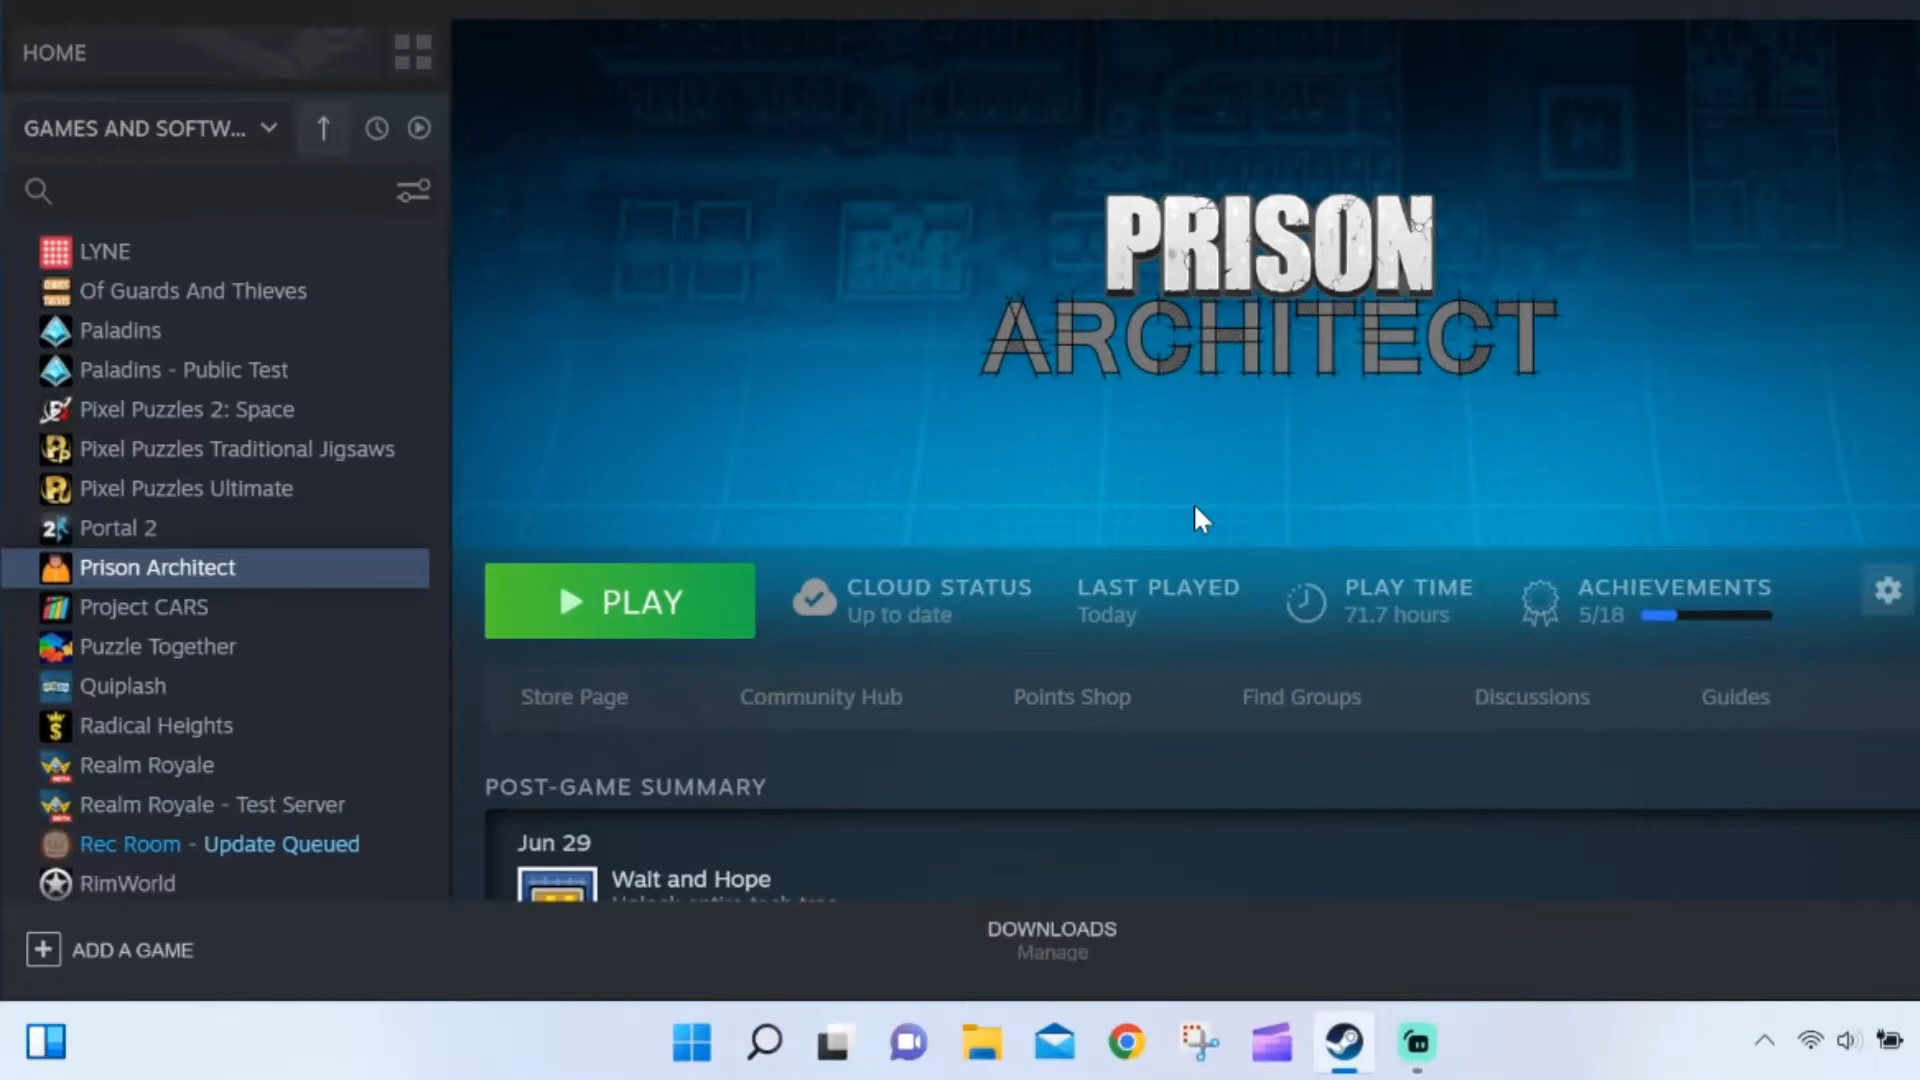 HOME
GAMES AND SOFTW...
LYNE
Of Guards And Thieves
Paladins
Paladins - Public Test
Pixel Puzzles 2: Space
Pixel Puzzles Traditional Jigsaws
Pixel Puzzles Ultimate
Portal 2
Prison Architect
Project CARS
Puzzle Together
Quiplash
Radical Heights
Realm Royale
Realm Royale - Test Server
Rec Room - Update Queued
RimWorld
ADD A GAME
PRISON
ARCHITECT
PLAY
CLOUD STATUS
Up to date
LAST PLAYED
Today
PLAY TIME
71.7 hours
ACHIEVEMENTS
5/18
Store Page
Community Hub
Points Shop
Find Groups
Discussions
Guides
POST-GAME SUMMARY
Jun 29
Wait and Hope
DOWNLOADS
Manage